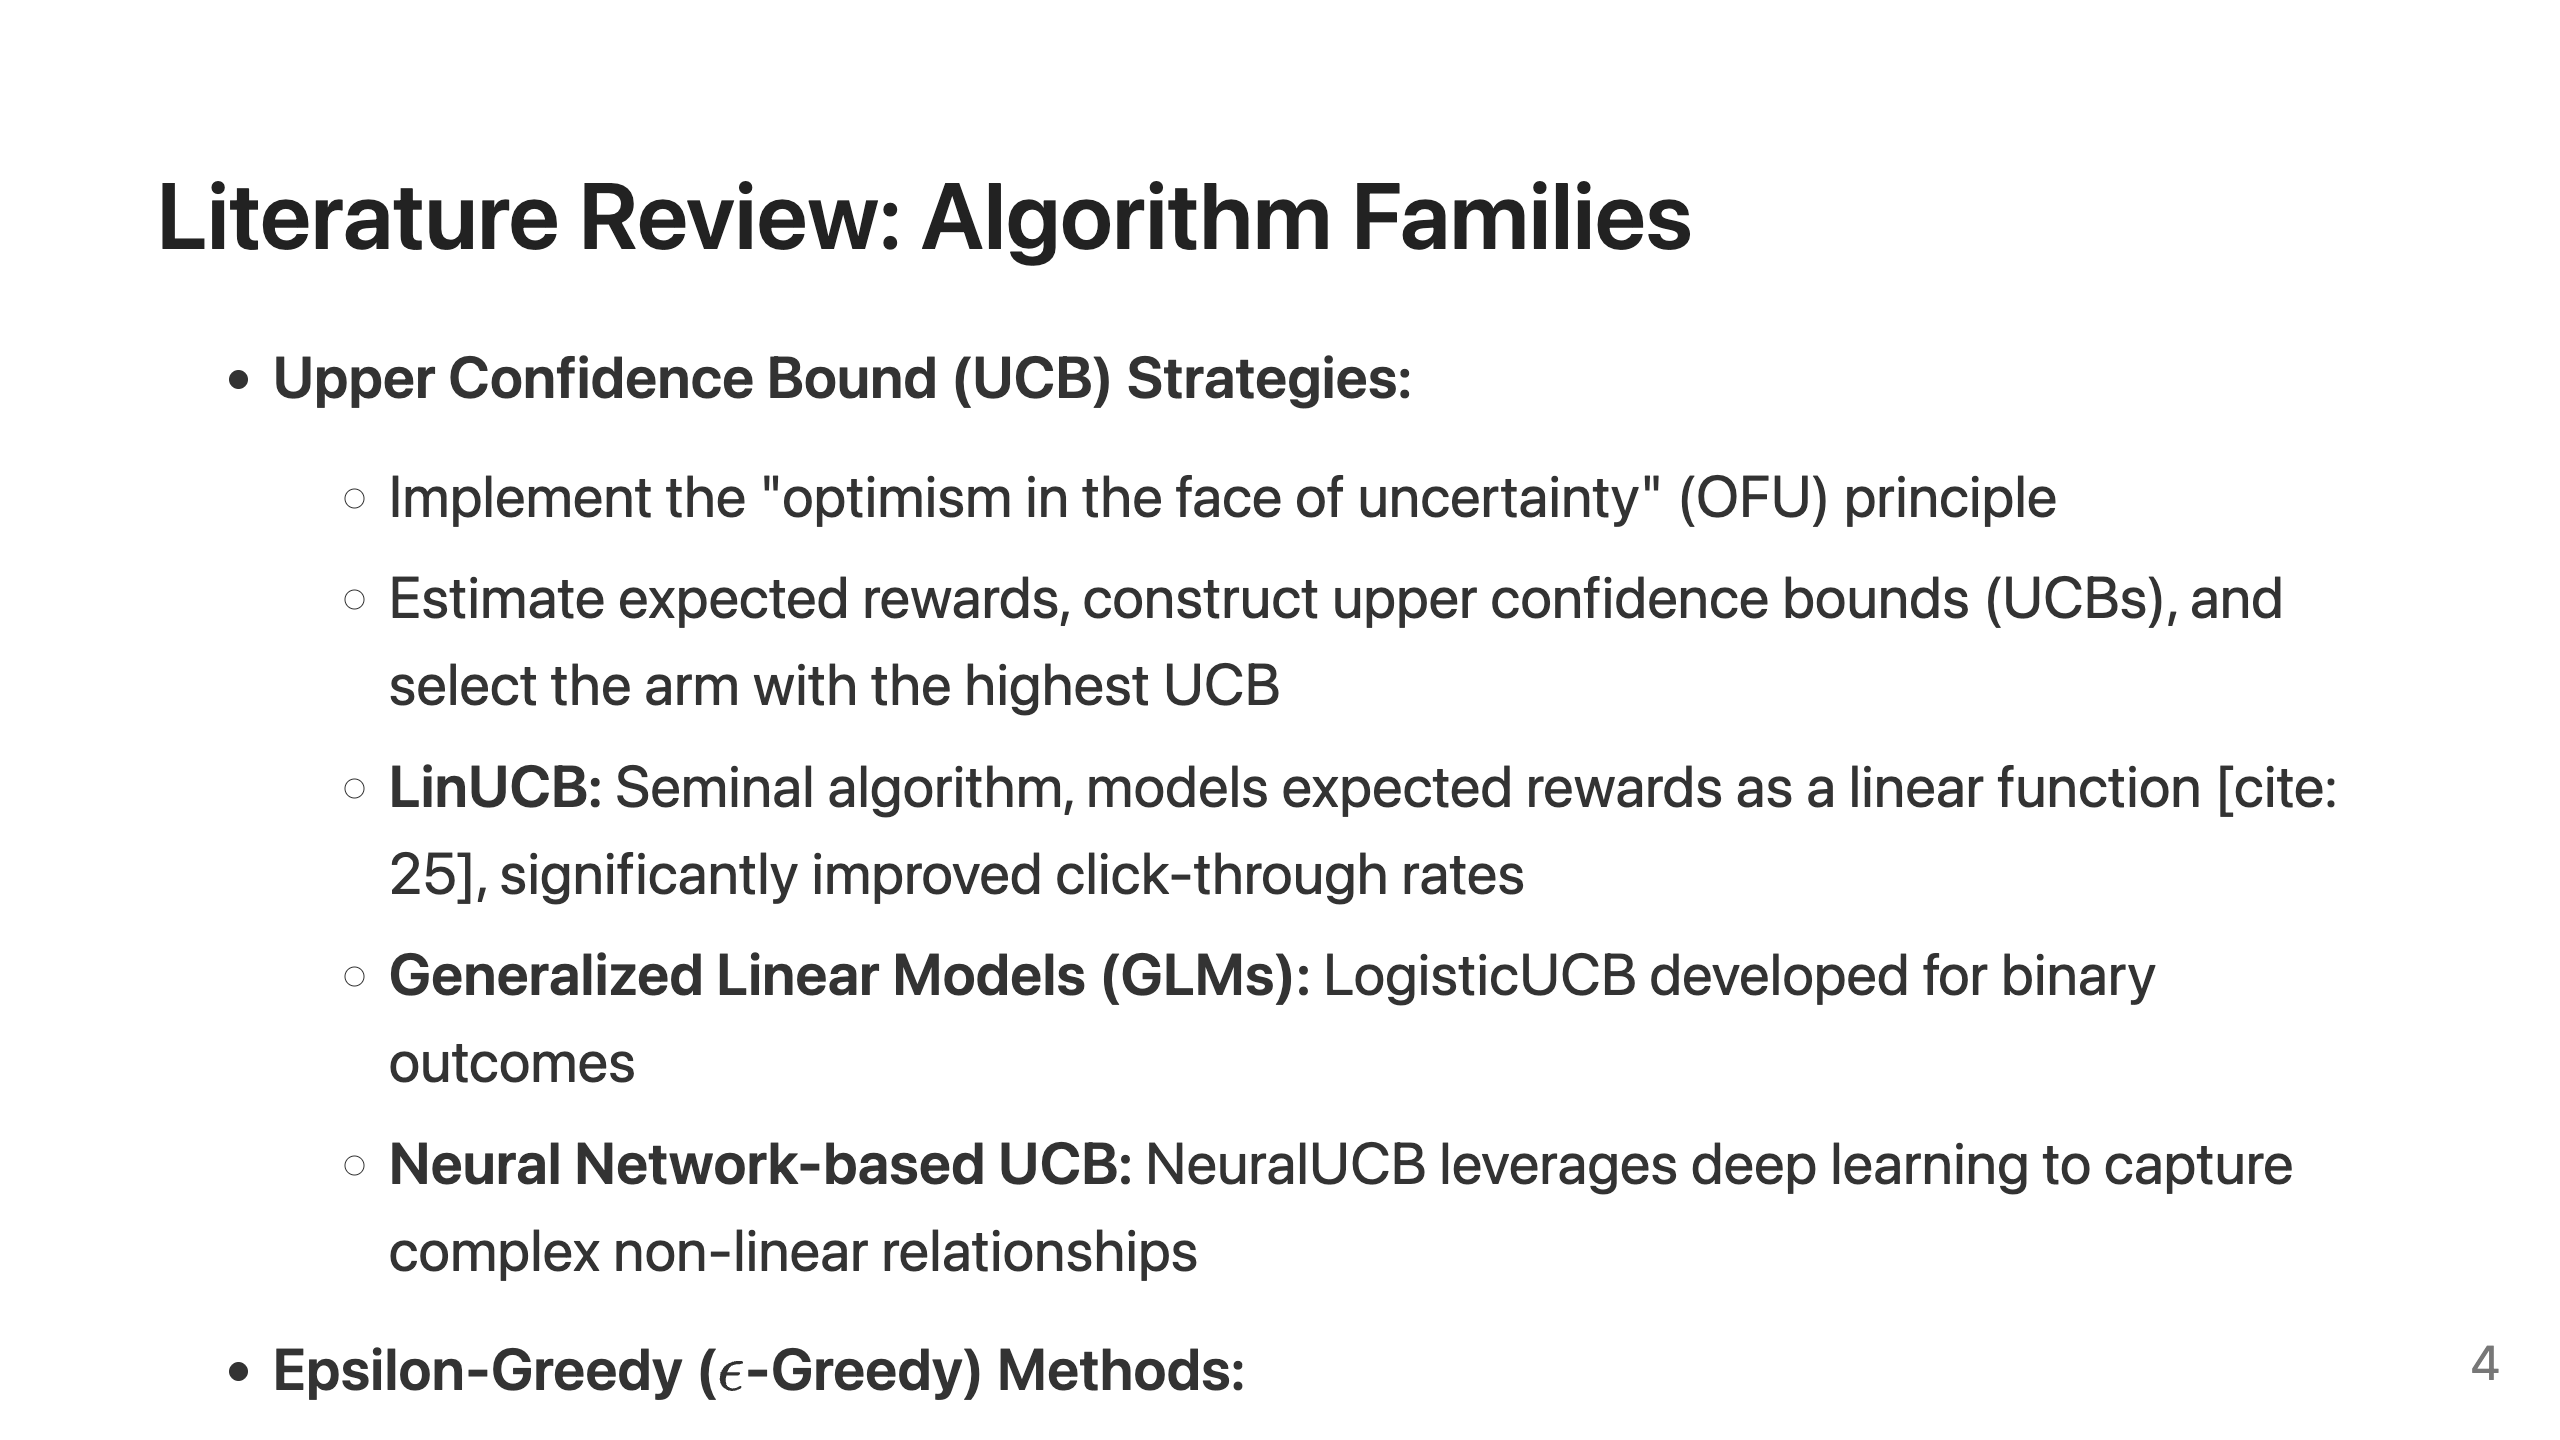 Literature Review: Algorithm Families
• Upper Confidence Bound (UCB) Strategies:
○ Implement the "optimism in the face of uncertainty" (OFU) principle
○ Estimate expected rewards, construct upper confidence bounds (UCBs), and
select the arm with the highest UCB
○ LinUCB: Seminal algorithm, models expected rewards as a linear function [cite:
25], significantly improved click-through rates
○ Generalized Linear Models (GLMs): LogisticUCB developed for binary
outcomes
○ Neural Network-based UCB: NeuralUCB leverages deep learning to capture
complex non-linear relationships
• Epsilon-Greedy (ϵ-Greedy) Methods:
4